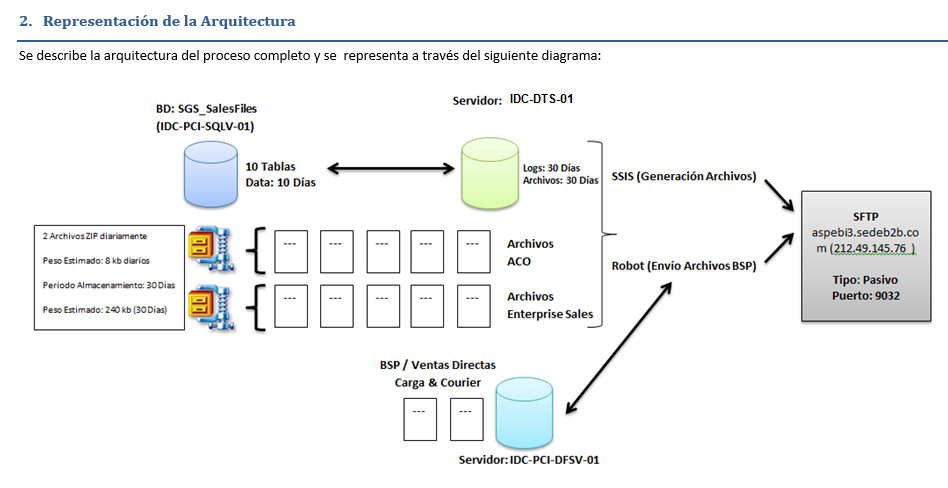 2. Representación de la Arquitectura
Se describe la arquitectura del proceso completo y se representa a través del siguiente diagrama:
BD: SGS_SalesFiles
(IDC-PCI-SQLV-01)
Servidor: IDC-DTS-01
10 Tablas
Data: 10 Días
Logs: 30 Días
Archivos: 30 Días
SSIS (Generación Archivos)
SFTP
aspebi3.sedeb2b.co
m (212.49.145.76 )
Tipo: Pasivo
Puerto: 9032
2 Archivos ZIP diariamente
Peso Estimado: 8 kb diarios
Periodo Almacenamiento: 30 Días
Peso Estimado: 240 kb (30 Días)
--- --- --- --- ---
Archivos
ACO
Robot (Envío Archivos BSP)
--- --- --- --- ---
Archivos
Enterprise Sales
BSP / Ventas Directas
Carga & Courier
--- ---
Servidor: IDC-PCI-DFSV-01